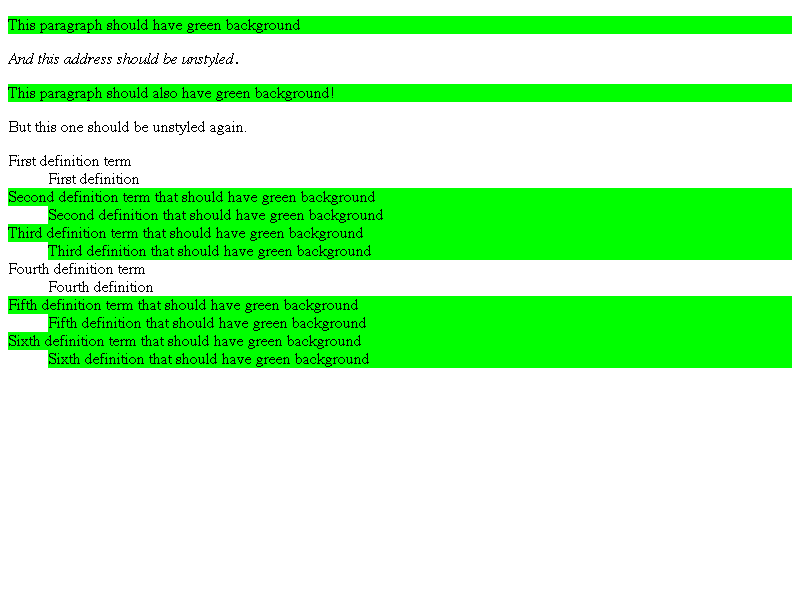 This paragraph should have green background
And this address should be unstyled.
This paragraph should also have green background!
But this one should be unstyled again.
First definition term
First definition
Second definition term that should have green background
Second definition that should have green background
Third definition term that should have green background
Third definition that should have green background
Fourth definition term
Fourth definition
Fifth definition term that should have green background
Fifth definition that should have green background
Sixth definition term that should have green background
Sixth definition that should have green background